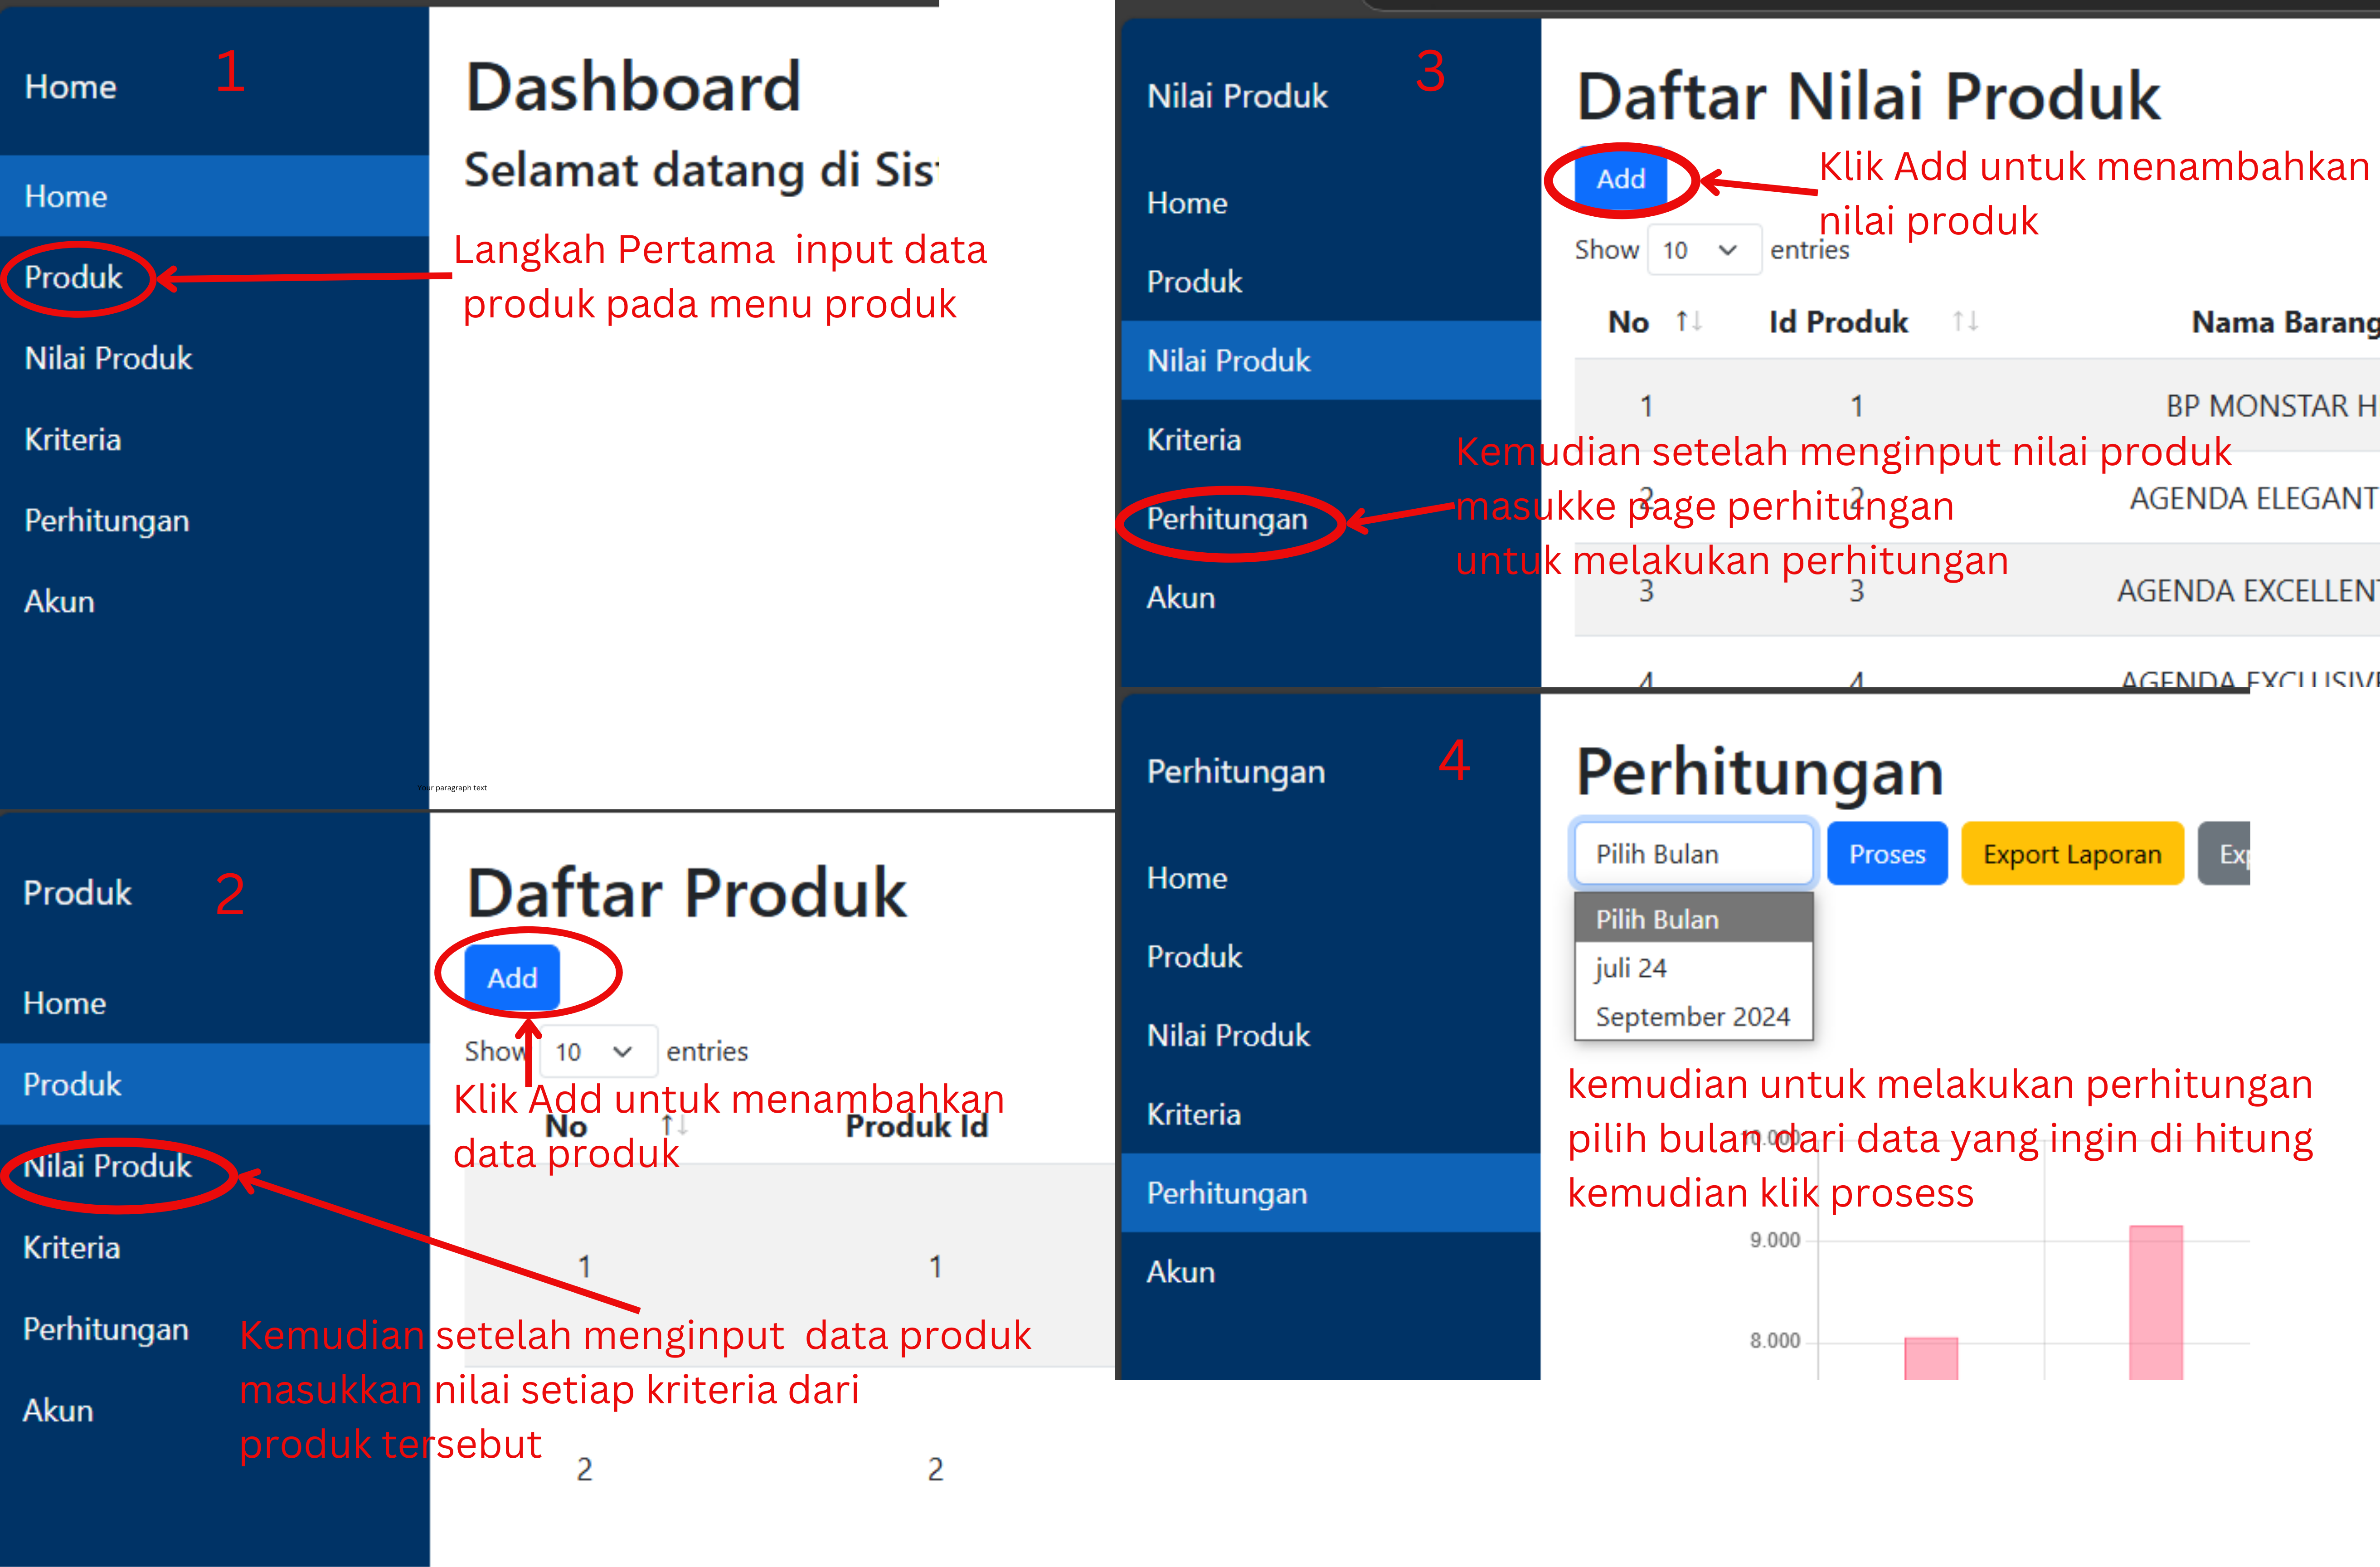 Home
1
Home
Produk
Nilai Produk
Kriteria
Perhitungan
Akun
Dashboard
Selamat datang di
Langkah Pertama input data
produk pada menu produk
Your paragraph text
Produk
2
Home
Produk
Nilai Produk
Kriteria
Perhitungan
Akun
Daftar Produk
Add
Show 10 entries
Klik Add untuk menambahkan
data produk
No Produk Id
1 1
Kemudian setelah menginput data produk
masukkan nilai setiap kriteria dari
produk tersebut
2 2
Nilai Produk
3
Home
Produk
Nilai Produk
Kriteria
Perhitungan
Akun
Daftar Nilai Produk
Add
Klik Add untuk menambahkan
nilai produk
Show 10 entries
No Id Produk Nama Barang
1 1 BP MONSTAR H
Kemudian setelah menginput nilai produk
masukke page perhitungan
untuk melakukan perhitungan
2 2 AGENDA ELEGANT
3 3 AGENDA EXCELLENT
4 4 AGENDA EXCLUSIVE
Perhitungan
4
Home
Produk
Nilai Produk
Kriteria
Perhitungan
Akun
Perhitungan
Pilih Bulan Proses Export Laporan
Pilih Bulan
juli 24
September 2024
kemudian untuk melakukan perhitungan
pilih bulan dari data yang ingin di hitung
kemudian klik prosess
10.000
9.000
8.000